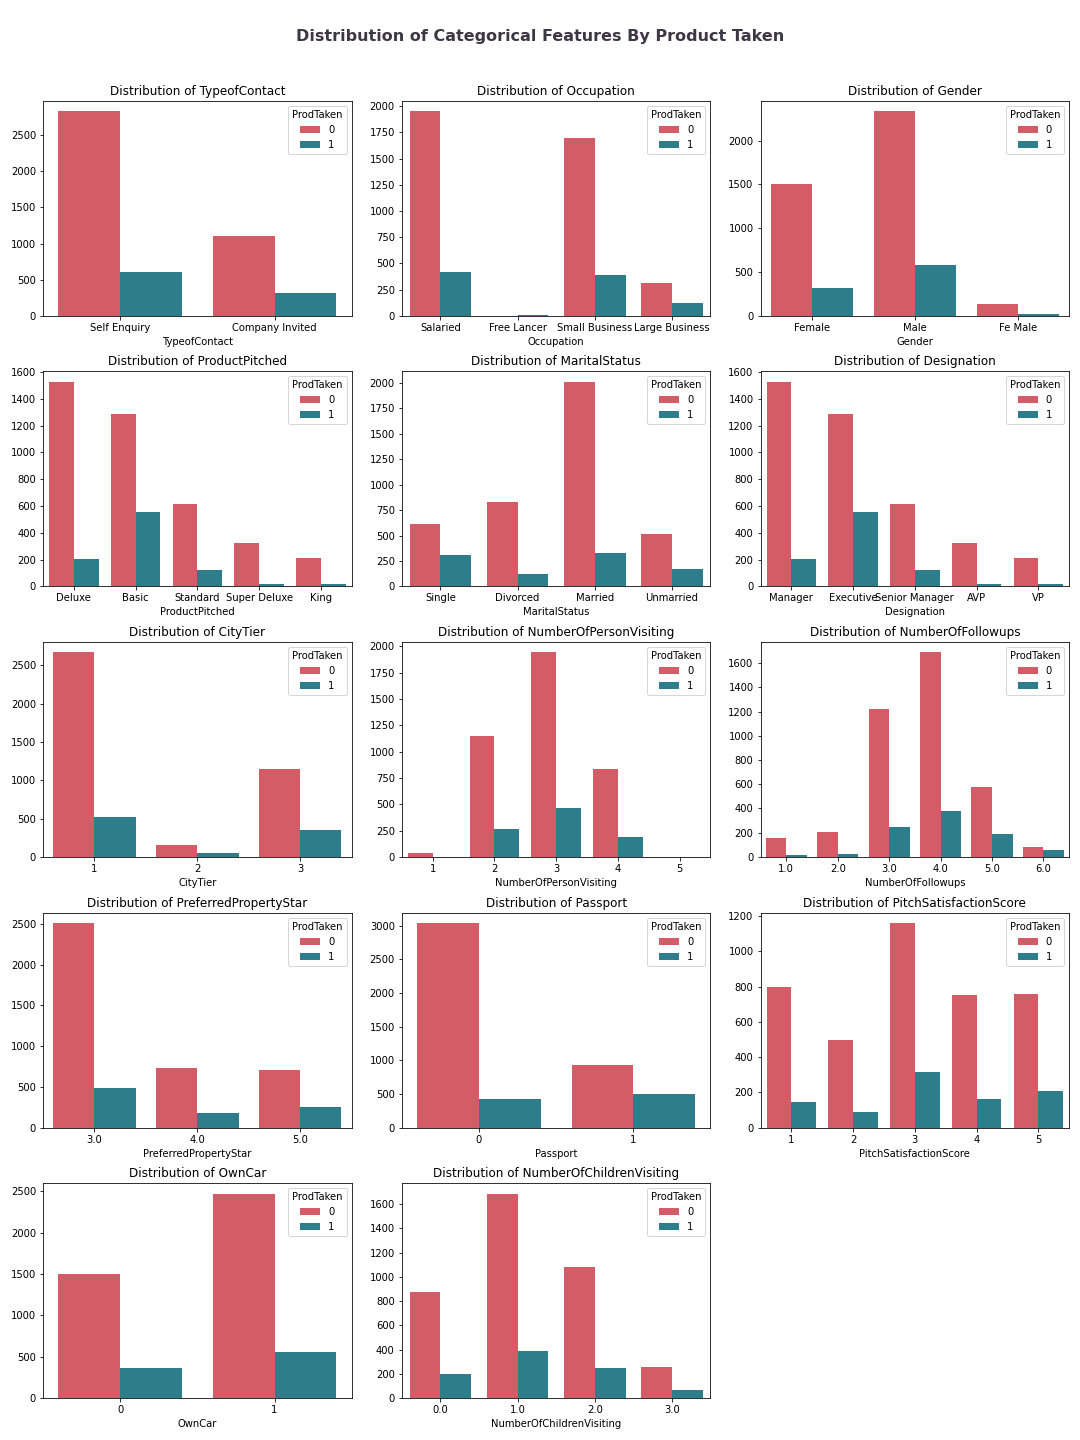 Distribution of Categorical Features By Product Taken
Distribution of TypeofContact
ProdTaken
0
1
2500
2000
1500
1000
500
0
Self Enquiry
Company Invited
TypeofContact
Distribution of Occupation
ProdTaken
0
1
2000
1750
1500
1250
1000
750
500
250
0
Salaried
Free Lancer
Small Business
Large Business
Occupation
Distribution of Gender
ProdTaken
0
1
2000
1500
1000
500
0
Female
Male
Fe Male
Gender
Distribution of ProductPitched
ProdTaken
0
1
1600
1400
1200
1000
800
600
400
200
0
Deluxe
Basic
Standard
Super Deluxe
King
ProductPitched
Distribution of MaritalStatus
ProdTaken
0
1
2000
1750
1500
1250
1000
750
500
250
0
Single
Divorced
Married
Unmarried
MaritalStatus
Distribution of Designation
ProdTaken
0
1
1600
1400
1200
1000
800
600
400
200
0
Manager
Executive
Senior Manager
AVP
VP
Designation
Distribution of CityTier
ProdTaken
0
1
2500
2000
1500
1000
500
0
1
2
3
CityTier
Distribution of NumberOfPersonVisiting
ProdTaken
0
1
2000
1750
1500
1250
1000
750
500
250
0
1
2
3
4
5
NumberOfPersonVisiting
Distribution of NumberOfFollowups
ProdTaken
0
1
1600
1400
1200
1000
800
600
400
200
0
1.0
2.0
3.0
4.0
5.0
6.0
NumberOfFollowups
Distribution of PreferredPropertyStar
ProdTaken
0
1
2500
2000
1500
1000
500
0
3.0
4.0
5.0
PreferredPropertyStar
Distribution of Passport
ProdTaken
0
1
3000
2500
2000
1500
1000
500
0
0
1
Passport
Distribution of PitchSatisfactionScore
ProdTaken
0
1
1200
1000
800
600
400
200
0
1
2
3
4
5
PitchSatisfactionScore
Distribution of OwnCar
ProdTaken
0
1
2500
2000
1500
1000
500
0
0
1
OwnCar
Distribution of NumberOfChildrenVisiting
ProdTaken
0
1
1600
1400
1200
1000
800
600
400
200
0
0.0
1.0
2.0
3.0
NumberOfChildrenVisiting